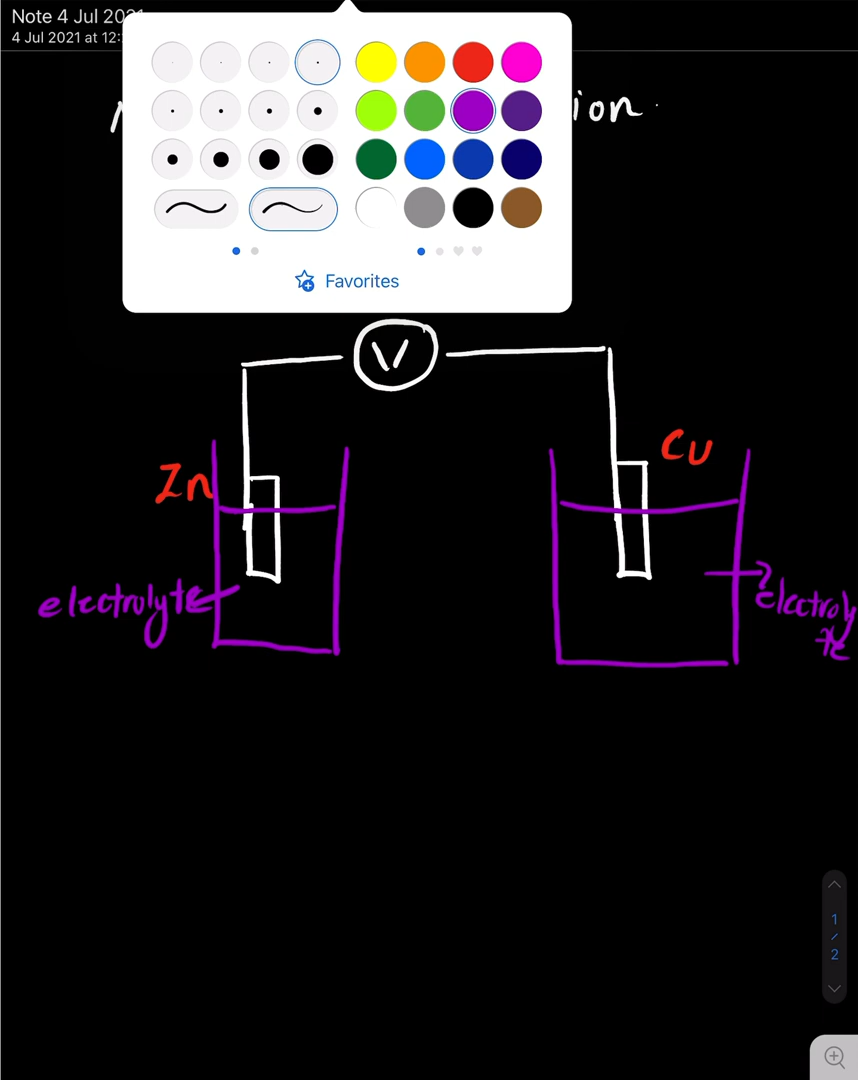 Note 4 Jul 2021
4 Jul 2021 at 12:
ion
Favorites
V
Zn
Cu
electrolyte
electroly
te
1
/
2